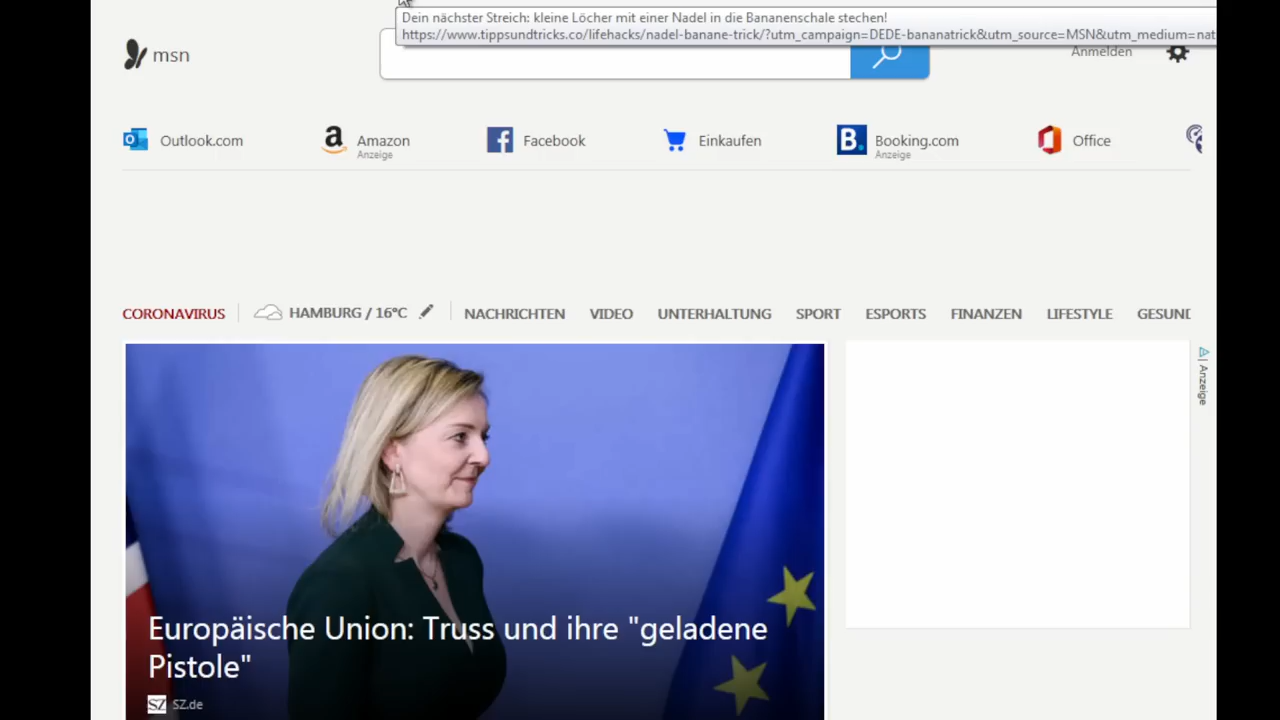 Dein nächster Streich: kleine Löcher mit einer Nadel in die Bananenschale stechen!
https://www.tippsundtricks.co/lifehacks/nadel-banane-trick/?utm_campaign=DEDE-bananatrick&utm_source=MSN&utm_medium=nat
msn
Anmelden
Outlook.com
a Amazon
Anzeige
Facebook
Einkaufen
B. Booking.com
Anzeige
Office
CORONAVIRUS
HAMBURG / 16°C
NACHRICHTEN
VIDEO
UNTERHALTUNG
SPORT
ESPORTS
FINANZEN
LIFESTYLE
GESUND
Anzeige
Europäische Union: Truss und ihre "geladene
Pistole"
SZ SZ.de